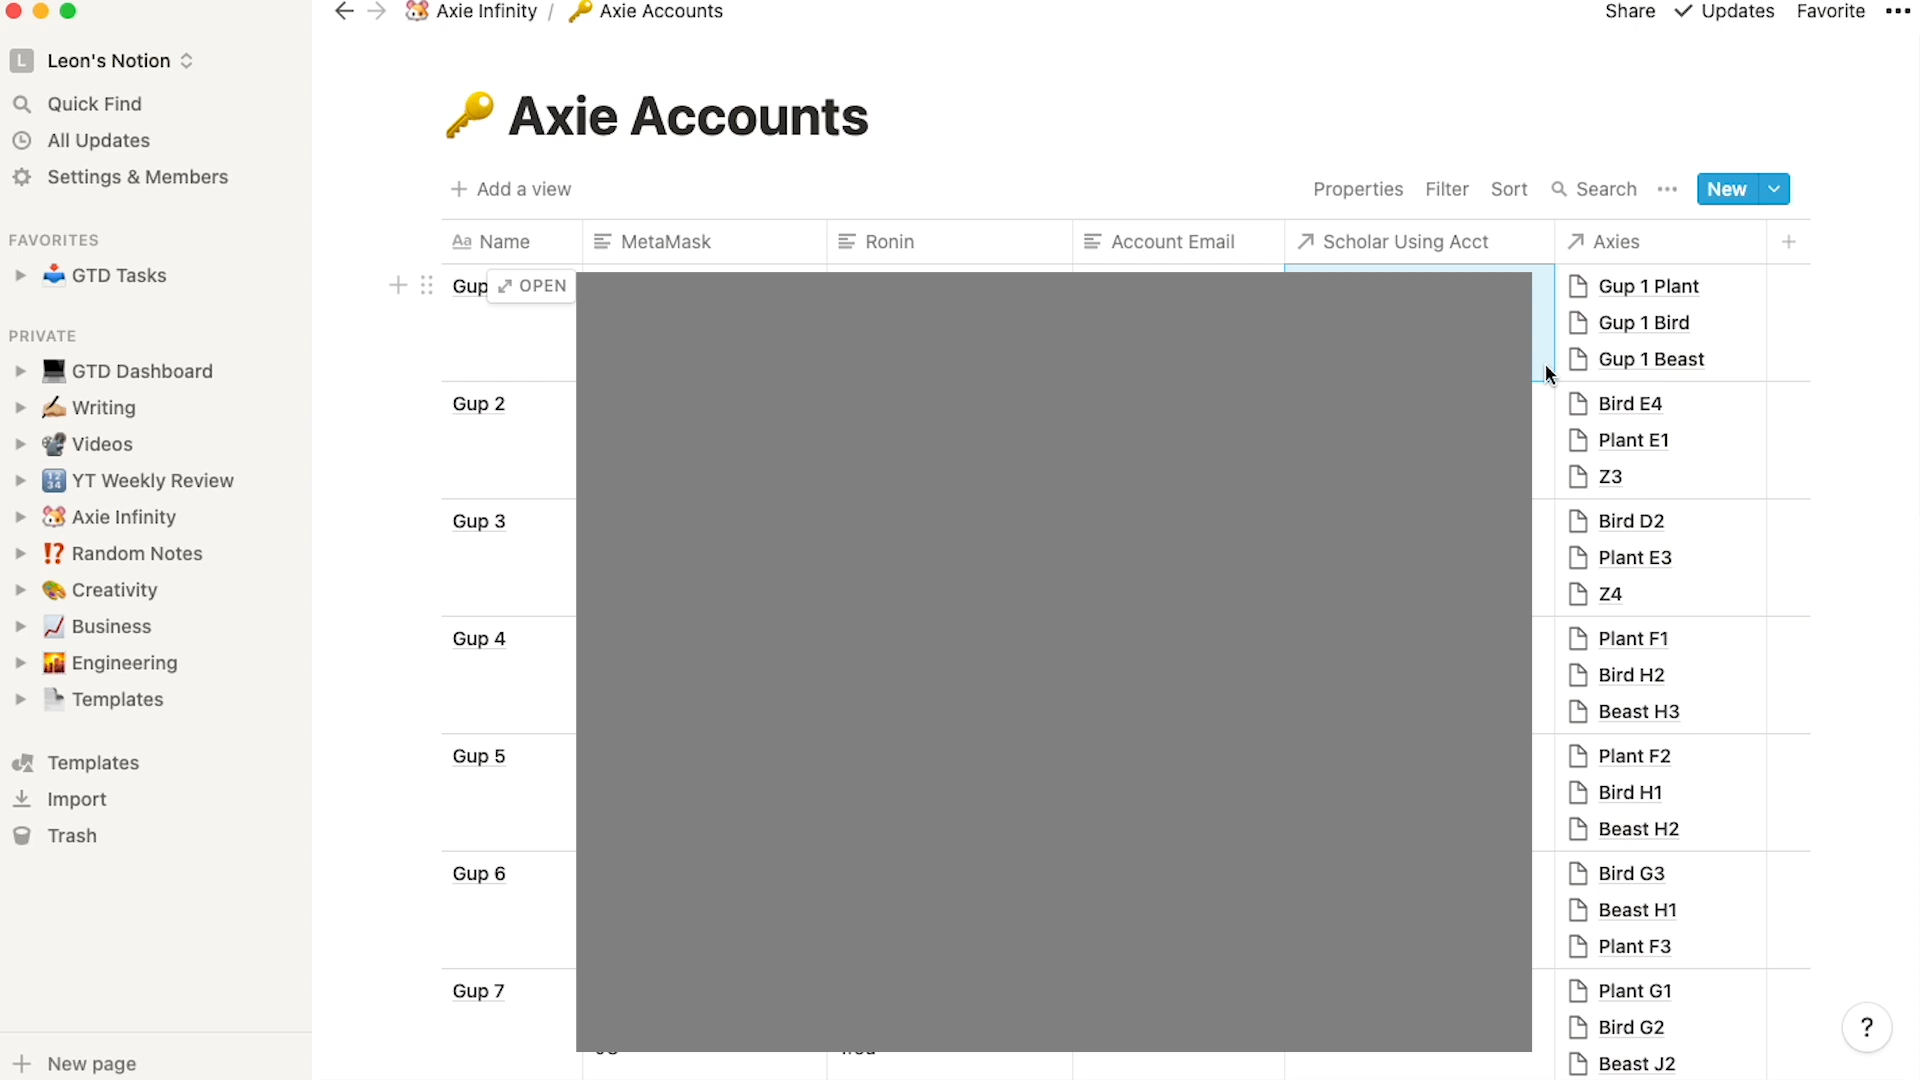 Axie Infinity / Axie Accounts
Share Updates Favorite
L Leon's Notion
Quick Find
All Updates
Settings & Members
FAVORITES
GTD Tasks
PRIVATE
GTD Dashboard
Writing
Videos
YT Weekly Review
Axie Infinity
Random Notes
Creativity
Business
Engineering
Templates
Templates
Import
Trash
New page
Axie Accounts
Add a view
Properties Filter Sort Search New
Aa Name MetaMask Ronin Account Email Scholar Using Acct Axies
Gup OPEN Gup 1 Plant
Gup 1 Bird
Gup 1 Beast
Gup 2 Bird E4
Plant E1
Z3
Gup 3 Bird D2
Plant E3
Z4
Gup 4 Plant F1
Bird H2
Beast H3
Gup 5 Plant F2
Bird H1
Beast H2
Gup 6 Bird G3
Beast H1
Plant F3
Gup 7 Plant G1
Bird G2
Beast J2
?